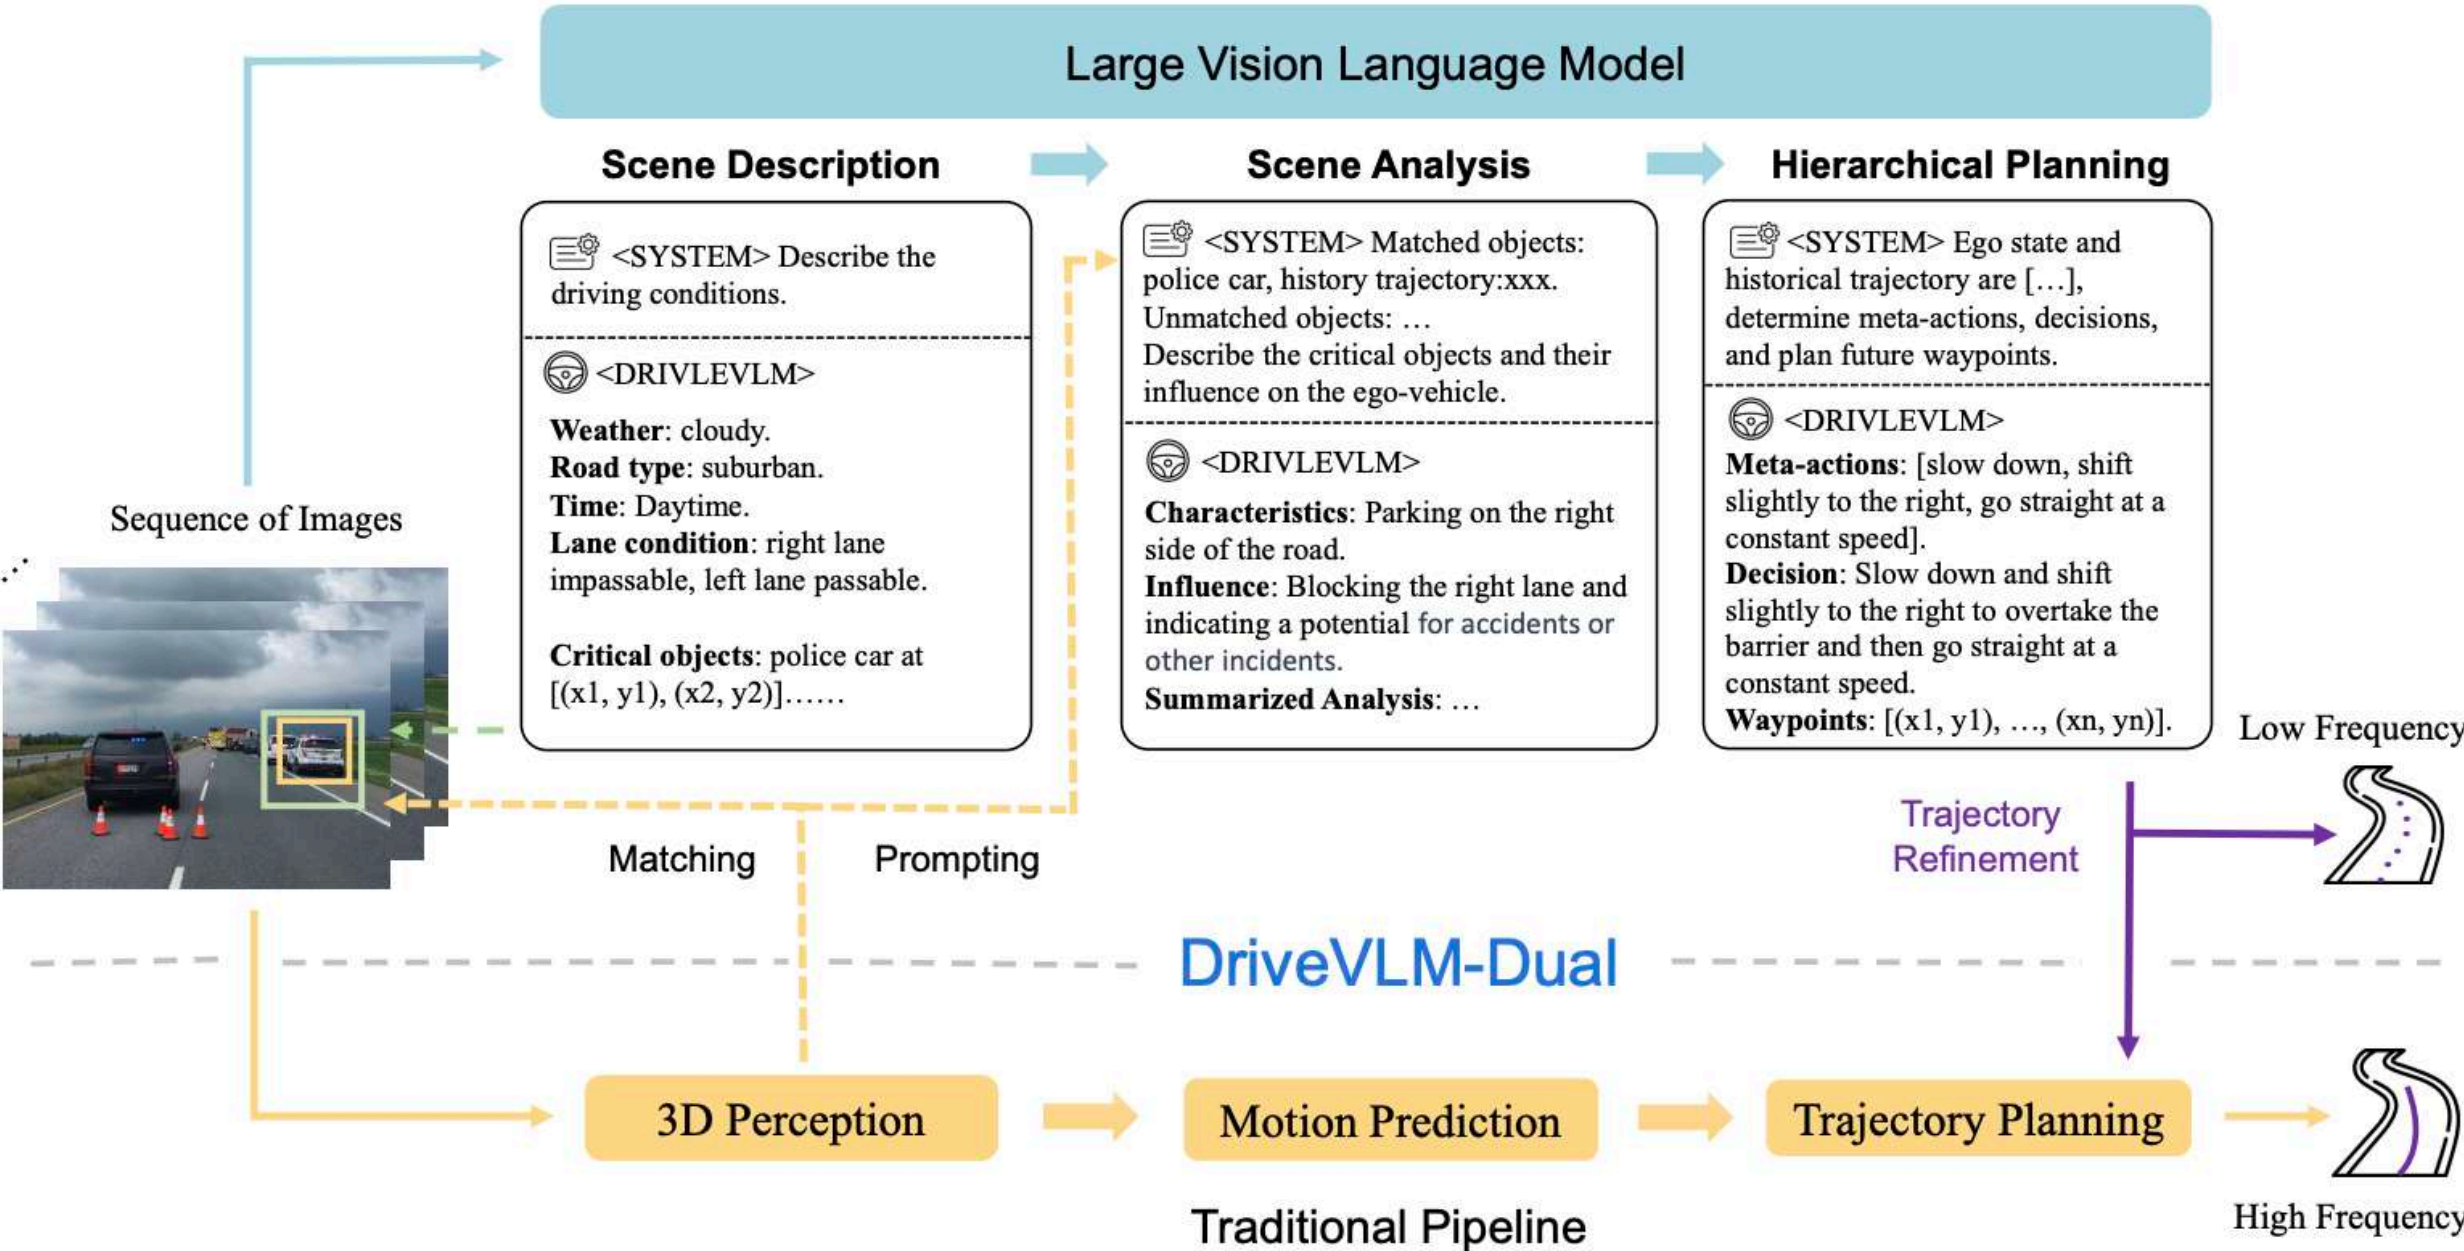 Large Vision Language Model
Scene Description
Scene Analysis
Hierarchical Planning
<SYSTEM> Describe the
driving conditions.
<DRIVLEVLM>
Weather: cloudy.
Road type: suburban.
Time: Daytime.
Lane condition: right lane
impassable, left lane passable.
Critical objects: police car at
[(x1, y1), (x2, y2)]......
<SYSTEM> Matched objects:
police car, history trajectory:xxx.
Unmatched objects: …
Describe the critical objects and their
influence on the ego-vehicle.
<DRIVLEVLM>
Characteristics: Parking on the right
side of the road.
Influence: Blocking the right lane and
indicating a potential for accidents or
other incidents.
Summarized Analysis: …
<SYSTEM> Ego state and
historical trajectory are […],
determine meta-actions, decisions,
and plan future waypoints.
<DRIVLEVLM>
Meta-actions: [slow down, shift
slightly to the right, go straight at a
constant speed].
Decision: Slow down and shift
slightly to the right to overtake the
barrier and then go straight at a
constant speed.
Waypoints: [(x1, y1), …, (xn, yn)].
Sequence of Images
Low Frequency
Trajectory
Refinement
Matching
Prompting
DriveVLM-Dual
3D Perception
Motion Prediction
Trajectory Planning
Traditional Pipeline
High Frequency